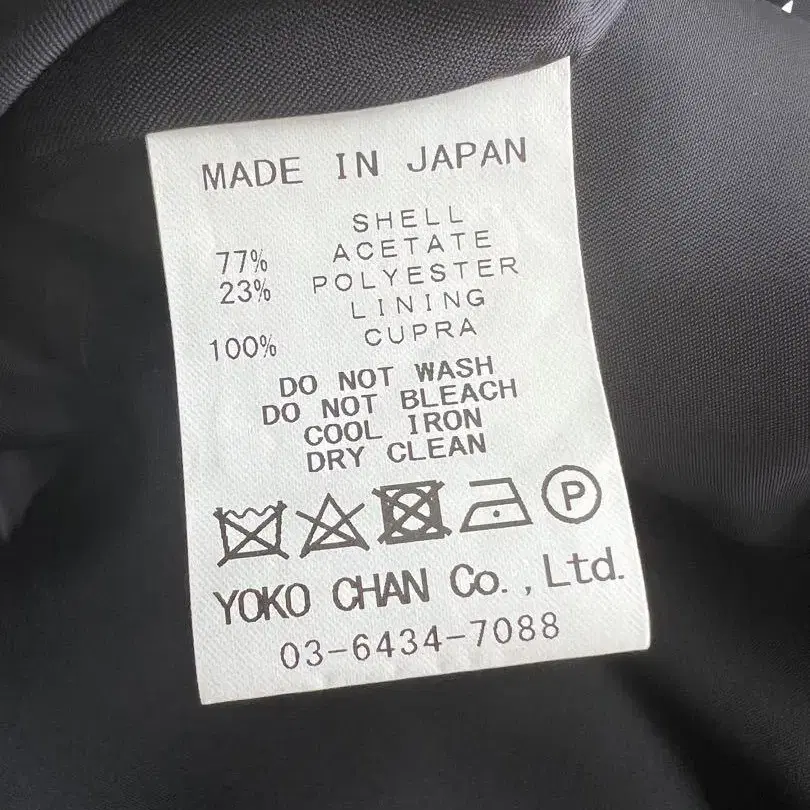 MADE IN JAPAN
SHELL
77% ACETATE
23% POLYESTER
LINING
100% CUPRA
DO NOT WASH
DO NOT BLEACH
COOL IRON
DRY CLEAN
P
YOKO CHAN Co.,Ltd.
03-6434-7088